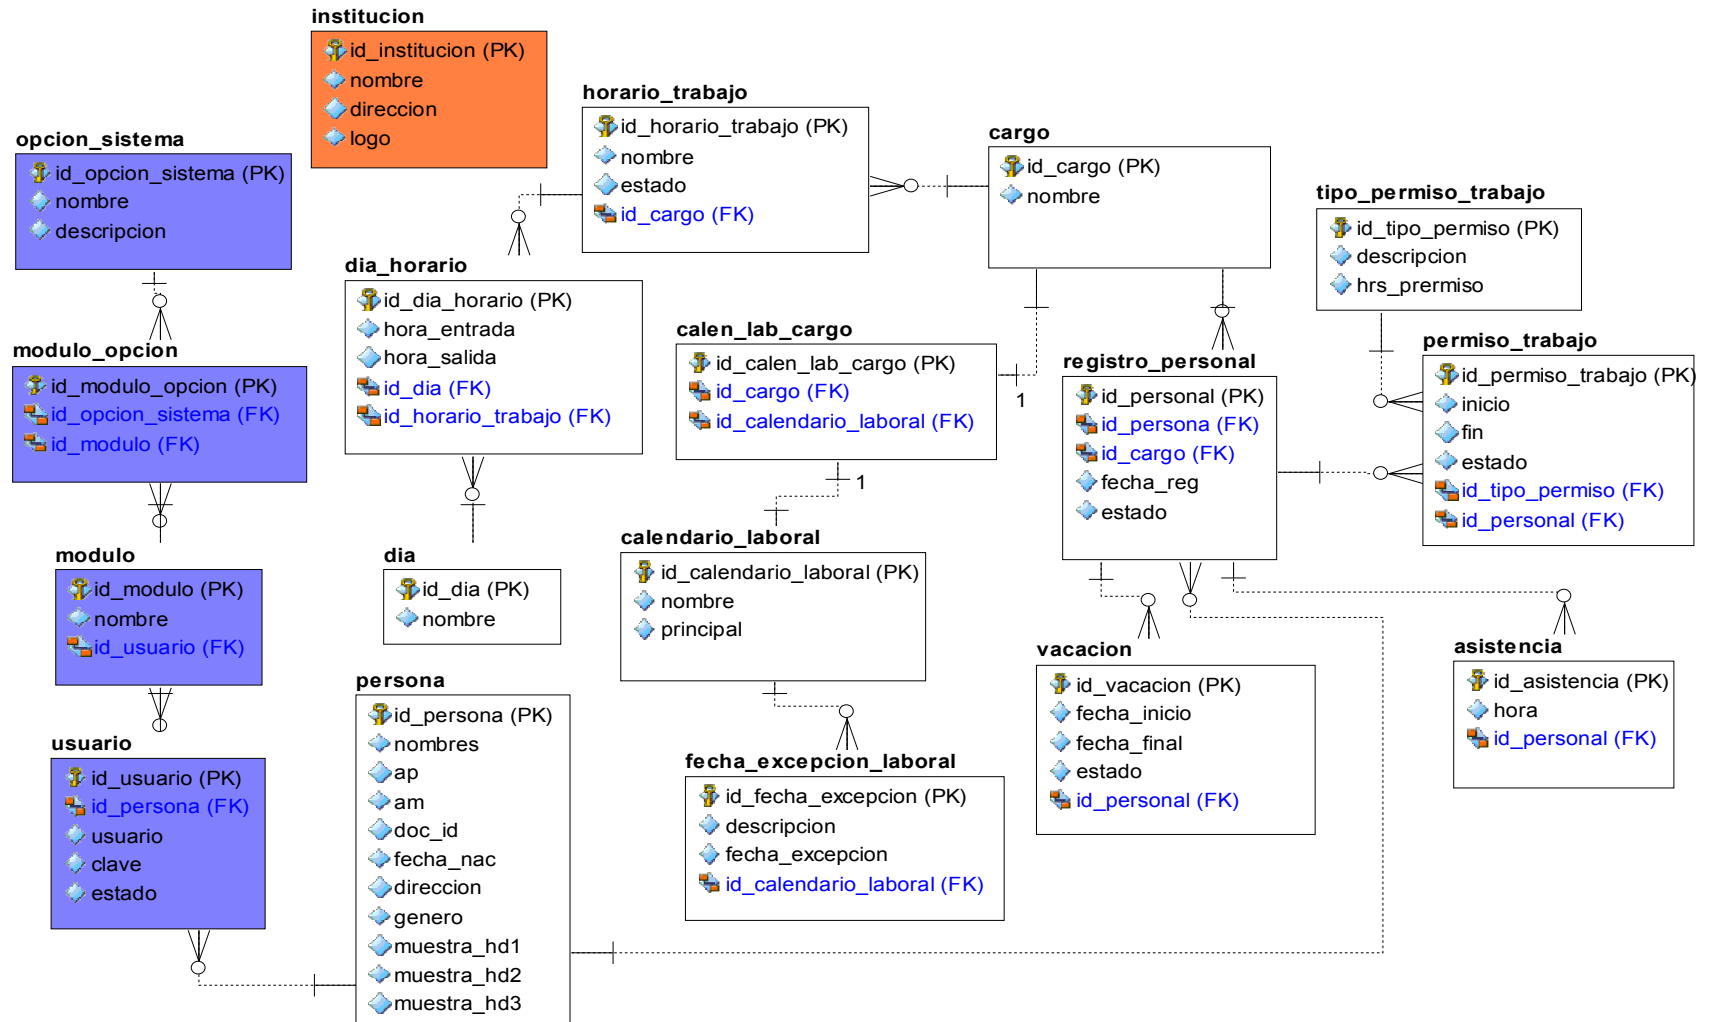 institucion
id_institucion (PK)
nombre
direccion
logo
opcion_sistema
id_opcion_sistema (PK)
nombre
descripcion
horario_trabajo
id_horario_trabajo (PK)
nombre
estado
id_cargo (FK)
cargo
id_cargo (PK)
nombre
tipo_permiso_trabajo
id_tipo_permiso (PK)
descripcion
hrs_prermiso
dia_horario
id_dia_horario (PK)
hora_entrada
hora_salida
id_dia (FK)
id_horario_trabajo (FK)
calen_lab_cargo
id_calen_lab_cargo (PK)
id_cargo (FK)
id_calendario_laboral (FK)
1
1
registro_personal
id_personal (PK)
id_persona (FK)
id_cargo (FK)
fecha_reg
estado
permiso_trabajo
id_permiso_trabajo (PK)
inicio
fin
estado
id_tipo_permiso (FK)
id_personal (FK)
modulo_opcion
id_modulo_opcion (PK)
id_opcion_sistema (FK)
id_modulo (FK)
modulo
id_modulo (PK)
nombre
id_usuario (FK)
dia
id_dia (PK)
nombre
calendario_laboral
id_calendario_laboral (PK)
nombre
principal
vacacion
id_vacacion (PK)
fecha_inicio
fecha_final
estado
id_personal (FK)
asistencia
id_asistencia (PK)
hora
id_personal (FK)
usuario
id_usuario (PK)
id_persona (FK)
usuario
clave
estado
persona
id_persona (PK)
nombres
ap
am
doc_id
fecha_nac
direccion
genero
muestra_hd1
muestra_hd2
muestra_hd3
fecha_excepcion_laboral
id_fecha_excepcion (PK)
descripcion
fecha_excepcion
id_calendario_laboral (FK)